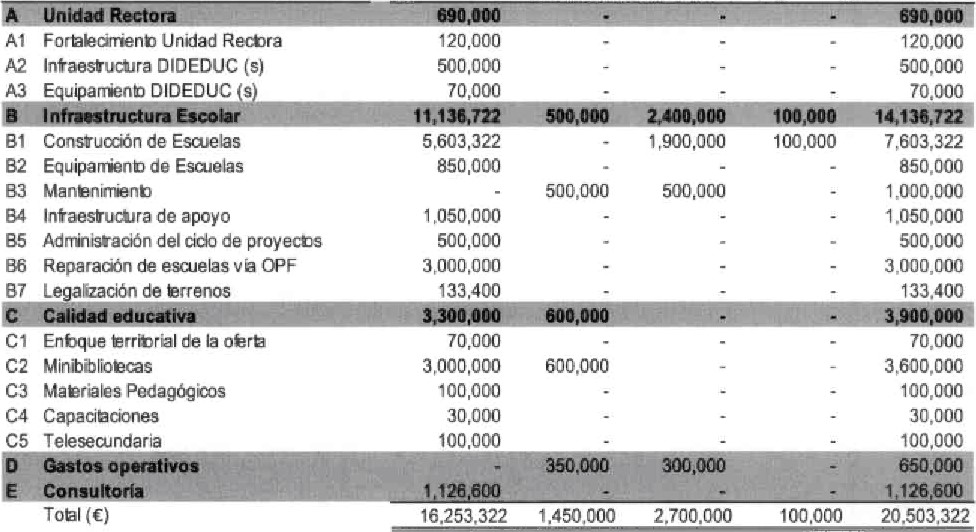 A Unidad Rectora 690,000 - - - 690,000
A1 Fortalecimiento Unidad Rectora 120,000 - - - 120,000
A2 Infraestructura DIDEDUC (s) 500,000 - - - 500,000
A3 Equipamiento DIDEDUC (s) 70,000 - - - 70,000
B Infraestructura Escolar 11,136,722 500,000 2,400,000 100,000 14,136,722
B1 Construcción de Escuelas 5,603,322 - 1,900,000 100,000 7,603,322
B2 Equipamiento de Escuelas 850,000 - - - 850,000
B3 Mantenimiento - 500,000 500,000 - 1,000,000
B4 Infraestructura de apoyo 1,050,000 - - - 1,050,000
B5 Administración del ciclo de proyectos 500,000 - - - 500,000
B6 Reparación de escuelas vía OPF 3,000,000 - - - 3,000,000
B7 Legalización de terrenos 133,400 - - - 133,400
C Calidad educativa 3,300,000 600,000 - - 3,900,000
C1 Enfoque territorial de la oferta 70,000 - - - 70,000
C2 Minibibliotecas 3,000,000 600,000 - - 3,600,000
C3 Materiales Pedagógicos 100,000 - - - 100,000
C4 Capacitaciones 30,000 - - - 30,000
C5 Telesecundaria 100,000 - - - 100,000
D Gastos operativos - 350,000 300,000 - 650,000
E Consultoría 1,126,600 - - - 1,126,600
Total (€) 16,253,322 1,450,000 2,700,000 100,000 20,503,322